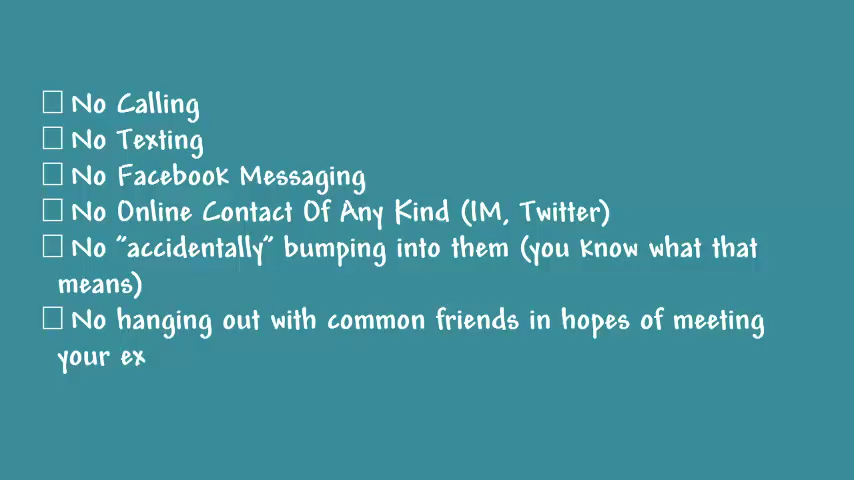 ☐ No Calling
☐ No Texting
☐ No Facebook Messaging
☐ No Online Contact Of Any Kind (IM, Twitter)
☐ No "accidentally" bumping into them (you know what that
means)
☐ No hanging out with common friends in hopes of meeting
your ex